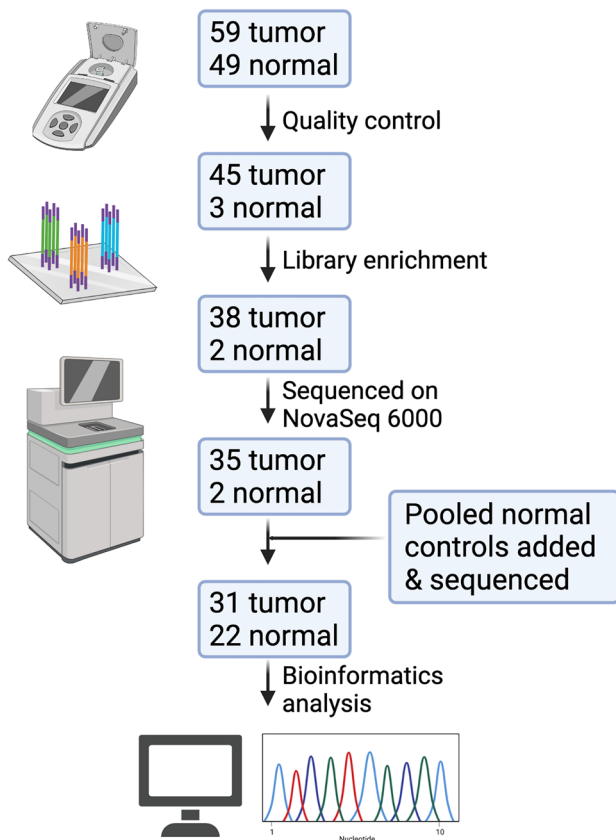 59 tumor
49 normal
Quality control
45 tumor
3 normal
Library enrichment
38 tumor
2 normal
Sequenced on
NovaSeq 6000
35 tumor
2 normal
Pooled normal
controls added
& sequenced
31 tumor
22 normal
Bioinformatics
analysis
1
10
Nucleotide